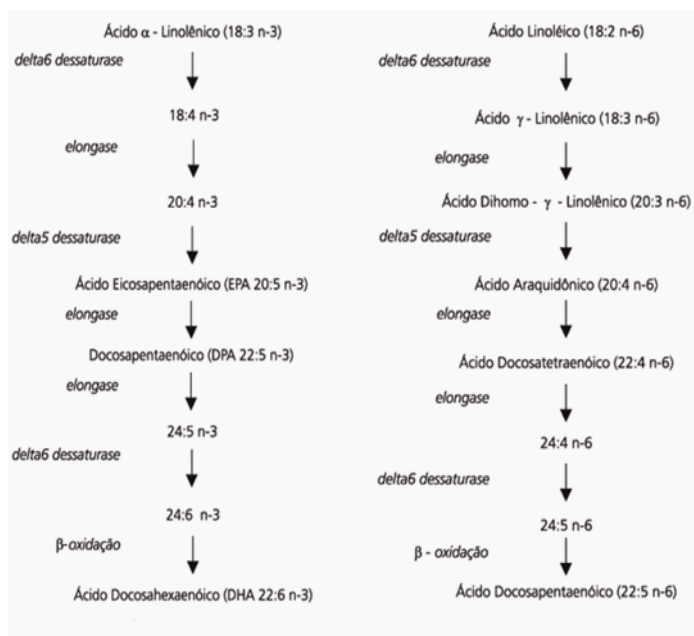 Ácido α - Linolênico (18:3 n-3)
delta6 dessaturase
18:4 n-3
elongase
20:4 n-3
delta5 dessaturase
Ácido Eicosapentaenóico (EPA 20:5 n-3)
elongase
Docosapentaenóico (DPA 22:5 n-3)
elongase
24:5 n-3
delta6 dessaturase
24:6 n-3
β-oxidação
Ácido Docosahexaenóico (DHA 22:6 n-3)
Ácido Linoléico (18:2 n-6)
delta6 dessaturase
Ácido γ - Linolênico (18:3 n-6)
elongase
Ácido Dihomo - γ - Linolênico (20:3 n-6)
delta5 dessaturase
Ácido Araquidônico (20:4 n-6)
elongase
Ácido Docosatetraenóico (22:4 n-6)
elongase
24:4 n-6
delta6 dessaturase
24:5 n-6
β - oxidação
Ácido Docosapentaenóico (22:5 n-6)